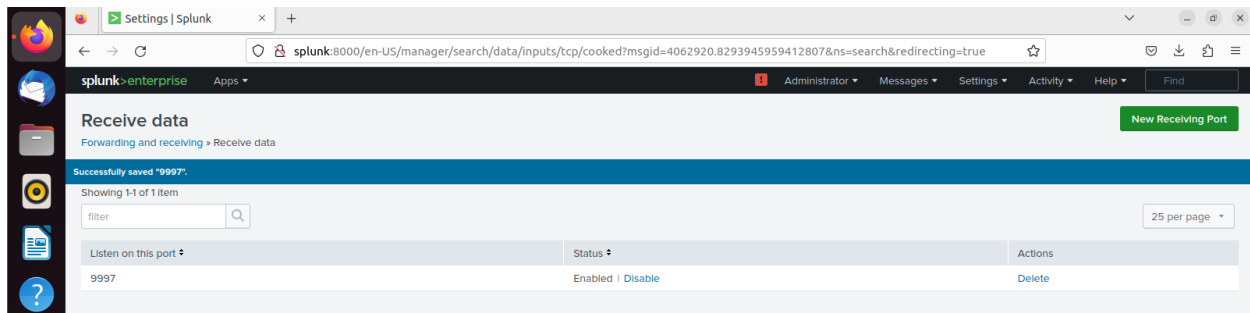 Settings | Splunk
splunk:8000/en-US/manager/search/data/inputs/tcp/cooked?msgid=4062920.8293945959412807&ns=search&redirecting=true
splunk>enterprise Apps Administrator Messages Settings Activity Help Find
Receive data
New Receiving Port
Forwarding and receiving » Receive data
Successfully saved "9997".
Showing 1-1 of 1 item
filter
25 per page
Listen on this port Status Actions
9997 Enabled | Disable Delete